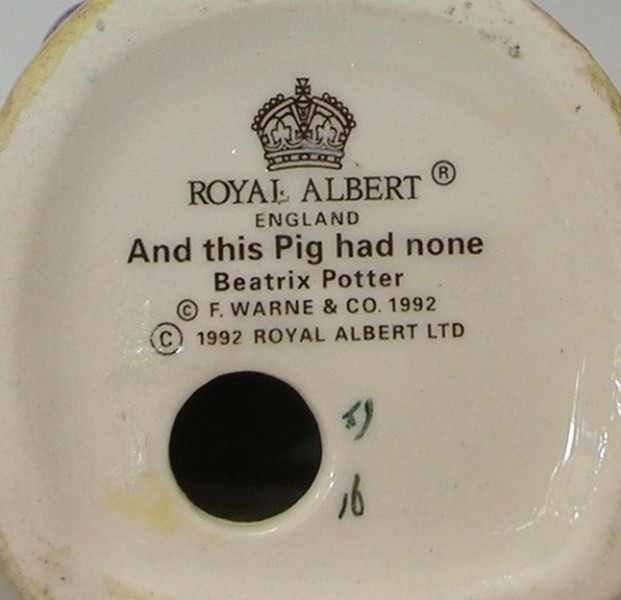 ROYAL ALBERT ®
ENGLAND
And this Pig had none
Beatrix Potter
© F. WARNE & CO. 1992
© 1992 ROYAL ALBERT LTD
16